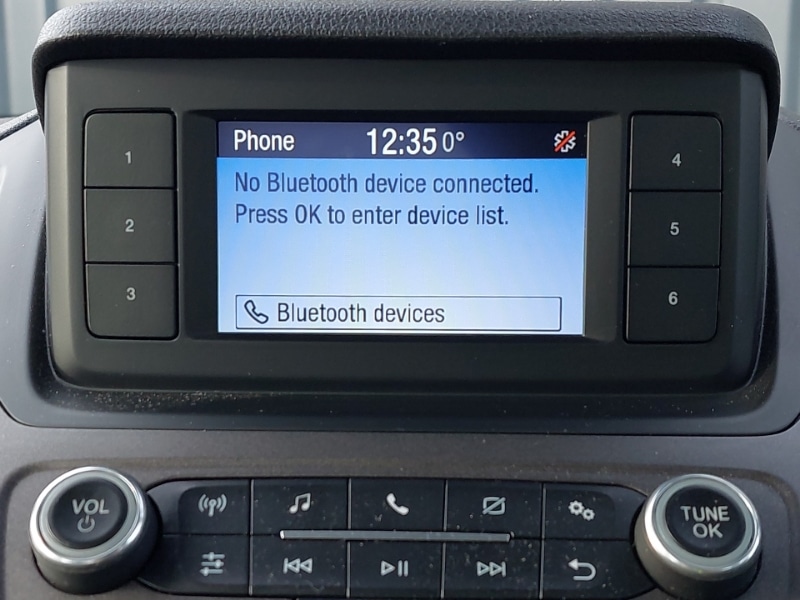 Phone 12:35 0°
No Bluetooth device connected.
Press OK to enter device list.
Bluetooth devices
1
2
3
4
5
6
VOL
TUNE
OK